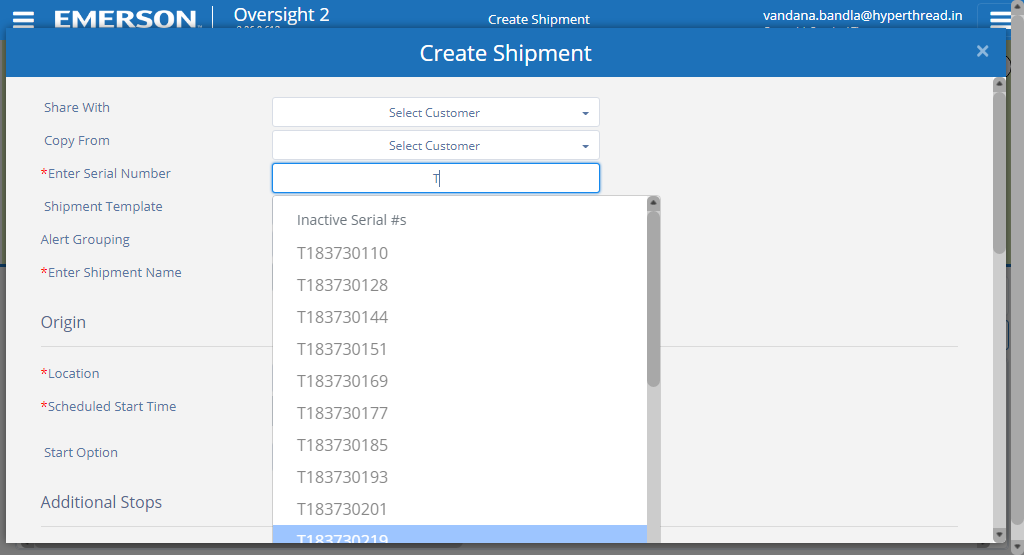 EMERSON
Oversight 2
Create Shipment
vandana.bandla@hyperthread.in
Create Shipment
×
Share With
Select Customer
Copy From
Select Customer
*Enter Serial Number
T
Shipment Template
Inactive Serial #s
Alert Grouping
T183730110
*Enter Shipment Name
T183730128
Origin
T183730144
T183730151
*Location
T183730169
*Scheduled Start Time
T183730177
Start Option
T183730185
T183730193
Additional Stops
T183730201
T183730219